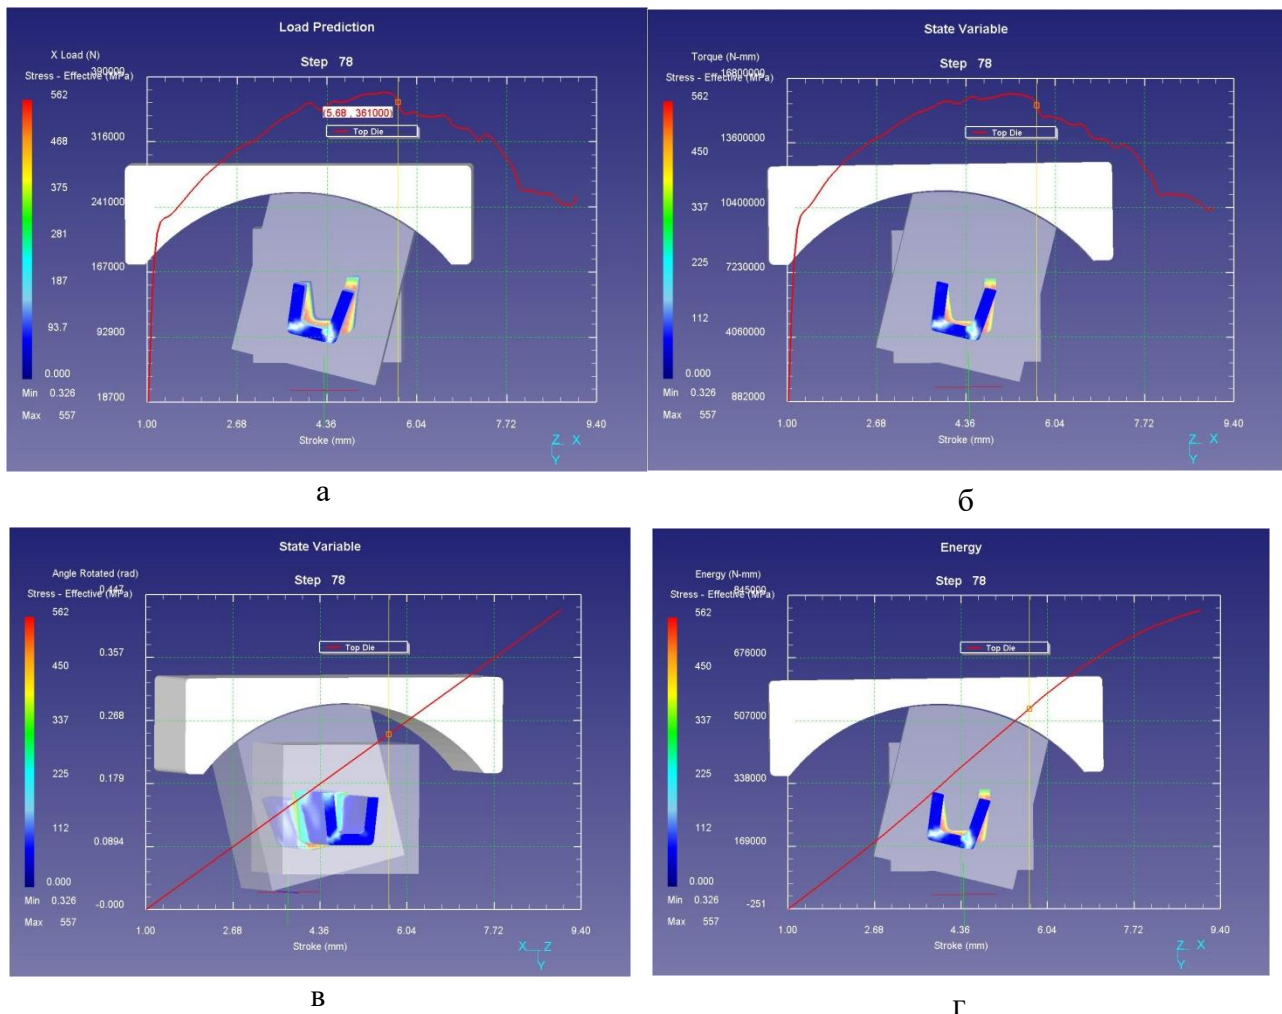 Load Prediction
X Load (N)
Step 78
Stress - Effective (MPa)
390000
562
468
316000
375
241000
281
187
167000
93.7
92900
0.000
Min 0.326
Max 557
18700
(5.68 , 361000)
Top Die
1.00 2.68 4.36 6.04 7.72 9.40
Stroke (mm)
Z X
Y
а
State Variable
Torque (N-mm)
Step 78
Stress - Effective (MPa)
16800000
562
450
13600000
337
10400000
225
7230000
112
4060000
0.000
Min 0.326
Max 557
882000
Top Die
1.00 2.68 4.36 6.04 7.72 9.40
Stroke (mm)
Z X
Y
б
State Variable
Angle Rotated (rad)
Step 78
0.447
Stress - Effective (MPa)
562
450
0.357
337
0.268
225
0.179
112
0.0894
0.000
Min 0.326
-0.000
Max 557
Top Die
1.00 2.68 4.36 6.04 7.72 9.40
Stroke (mm)
X Z
Y
в
Energy
Energy (N-mm)
Step 78
845000
Stress - Effective (MPa)
562
450
676000
337
507000
225
338000
112
169000
0.000
Min 0.326
-251
Max 557
Top Die
1.00 2.68 4.36 6.04 7.72 9.40
Stroke (mm)
Z X
Y
г